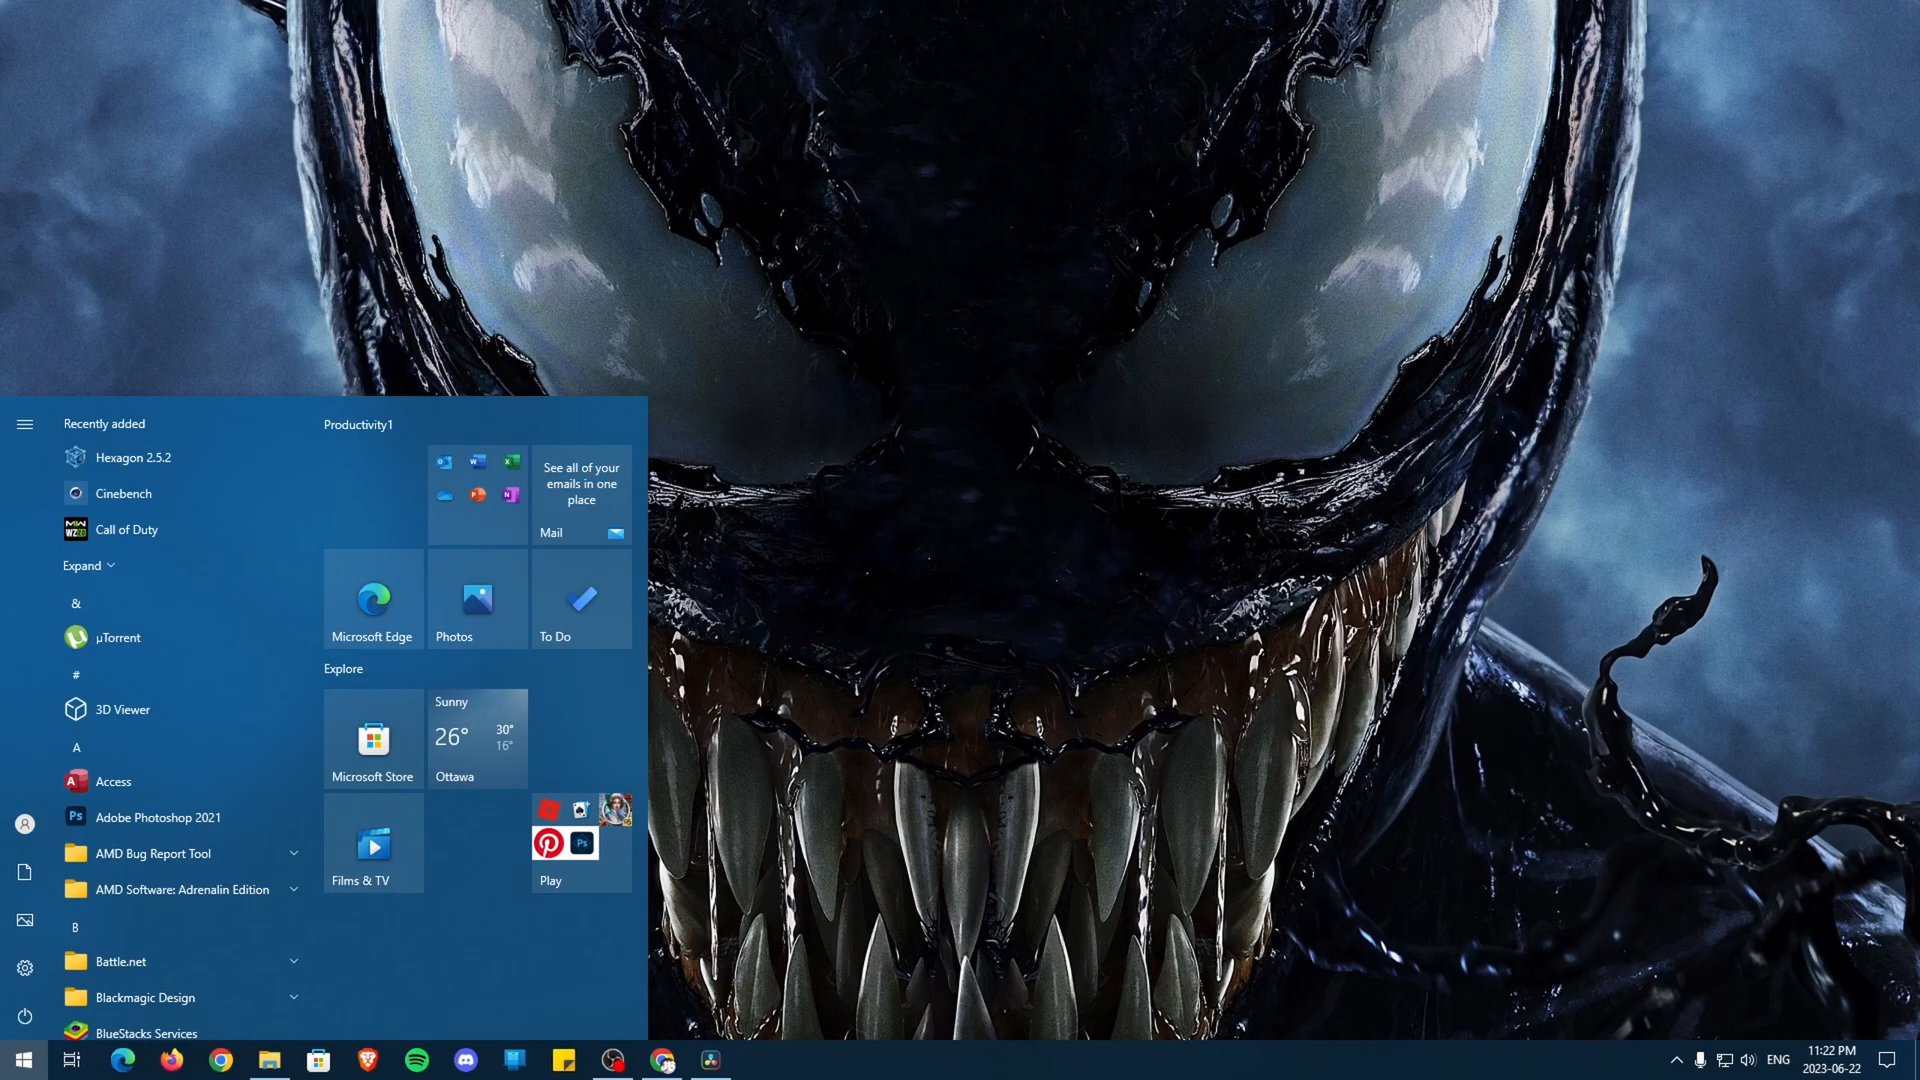 Recently added
Hexagon 2.5.2
Cinebench
Call of Duty
Expand
&
µTorrent
#
3D Viewer
A
Access
Adobe Photoshop 2021
AMD Bug Report Tool
AMD Software: Adrenalin Edition
B
Battle.net
Blackmagic Design
BlueStacks Services
Productivity1
See all of your
emails in one
place
Mail
Microsoft Edge
Photos
To Do
Explore
Microsoft Store
Sunny
26°
30°
16°
Ottawa
Films & TV
Ps
Play
ENG
11:22 PM
2023-06-22